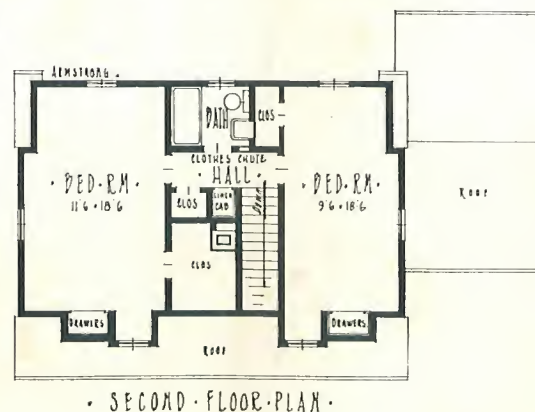 ARMSTRONG.
BATH
CLOS
CLOTHES CHUTE
· HALL ·
· BED·RM ·
11'6 × 18'6
· BED·RM ·
9'6 × 18'6
ROOF
CLOS
LINEN
CAB
DOWN
CLOS
DRAWERS
DRAWERS
ROOF
· SECOND · FLOOR · PLAN ·